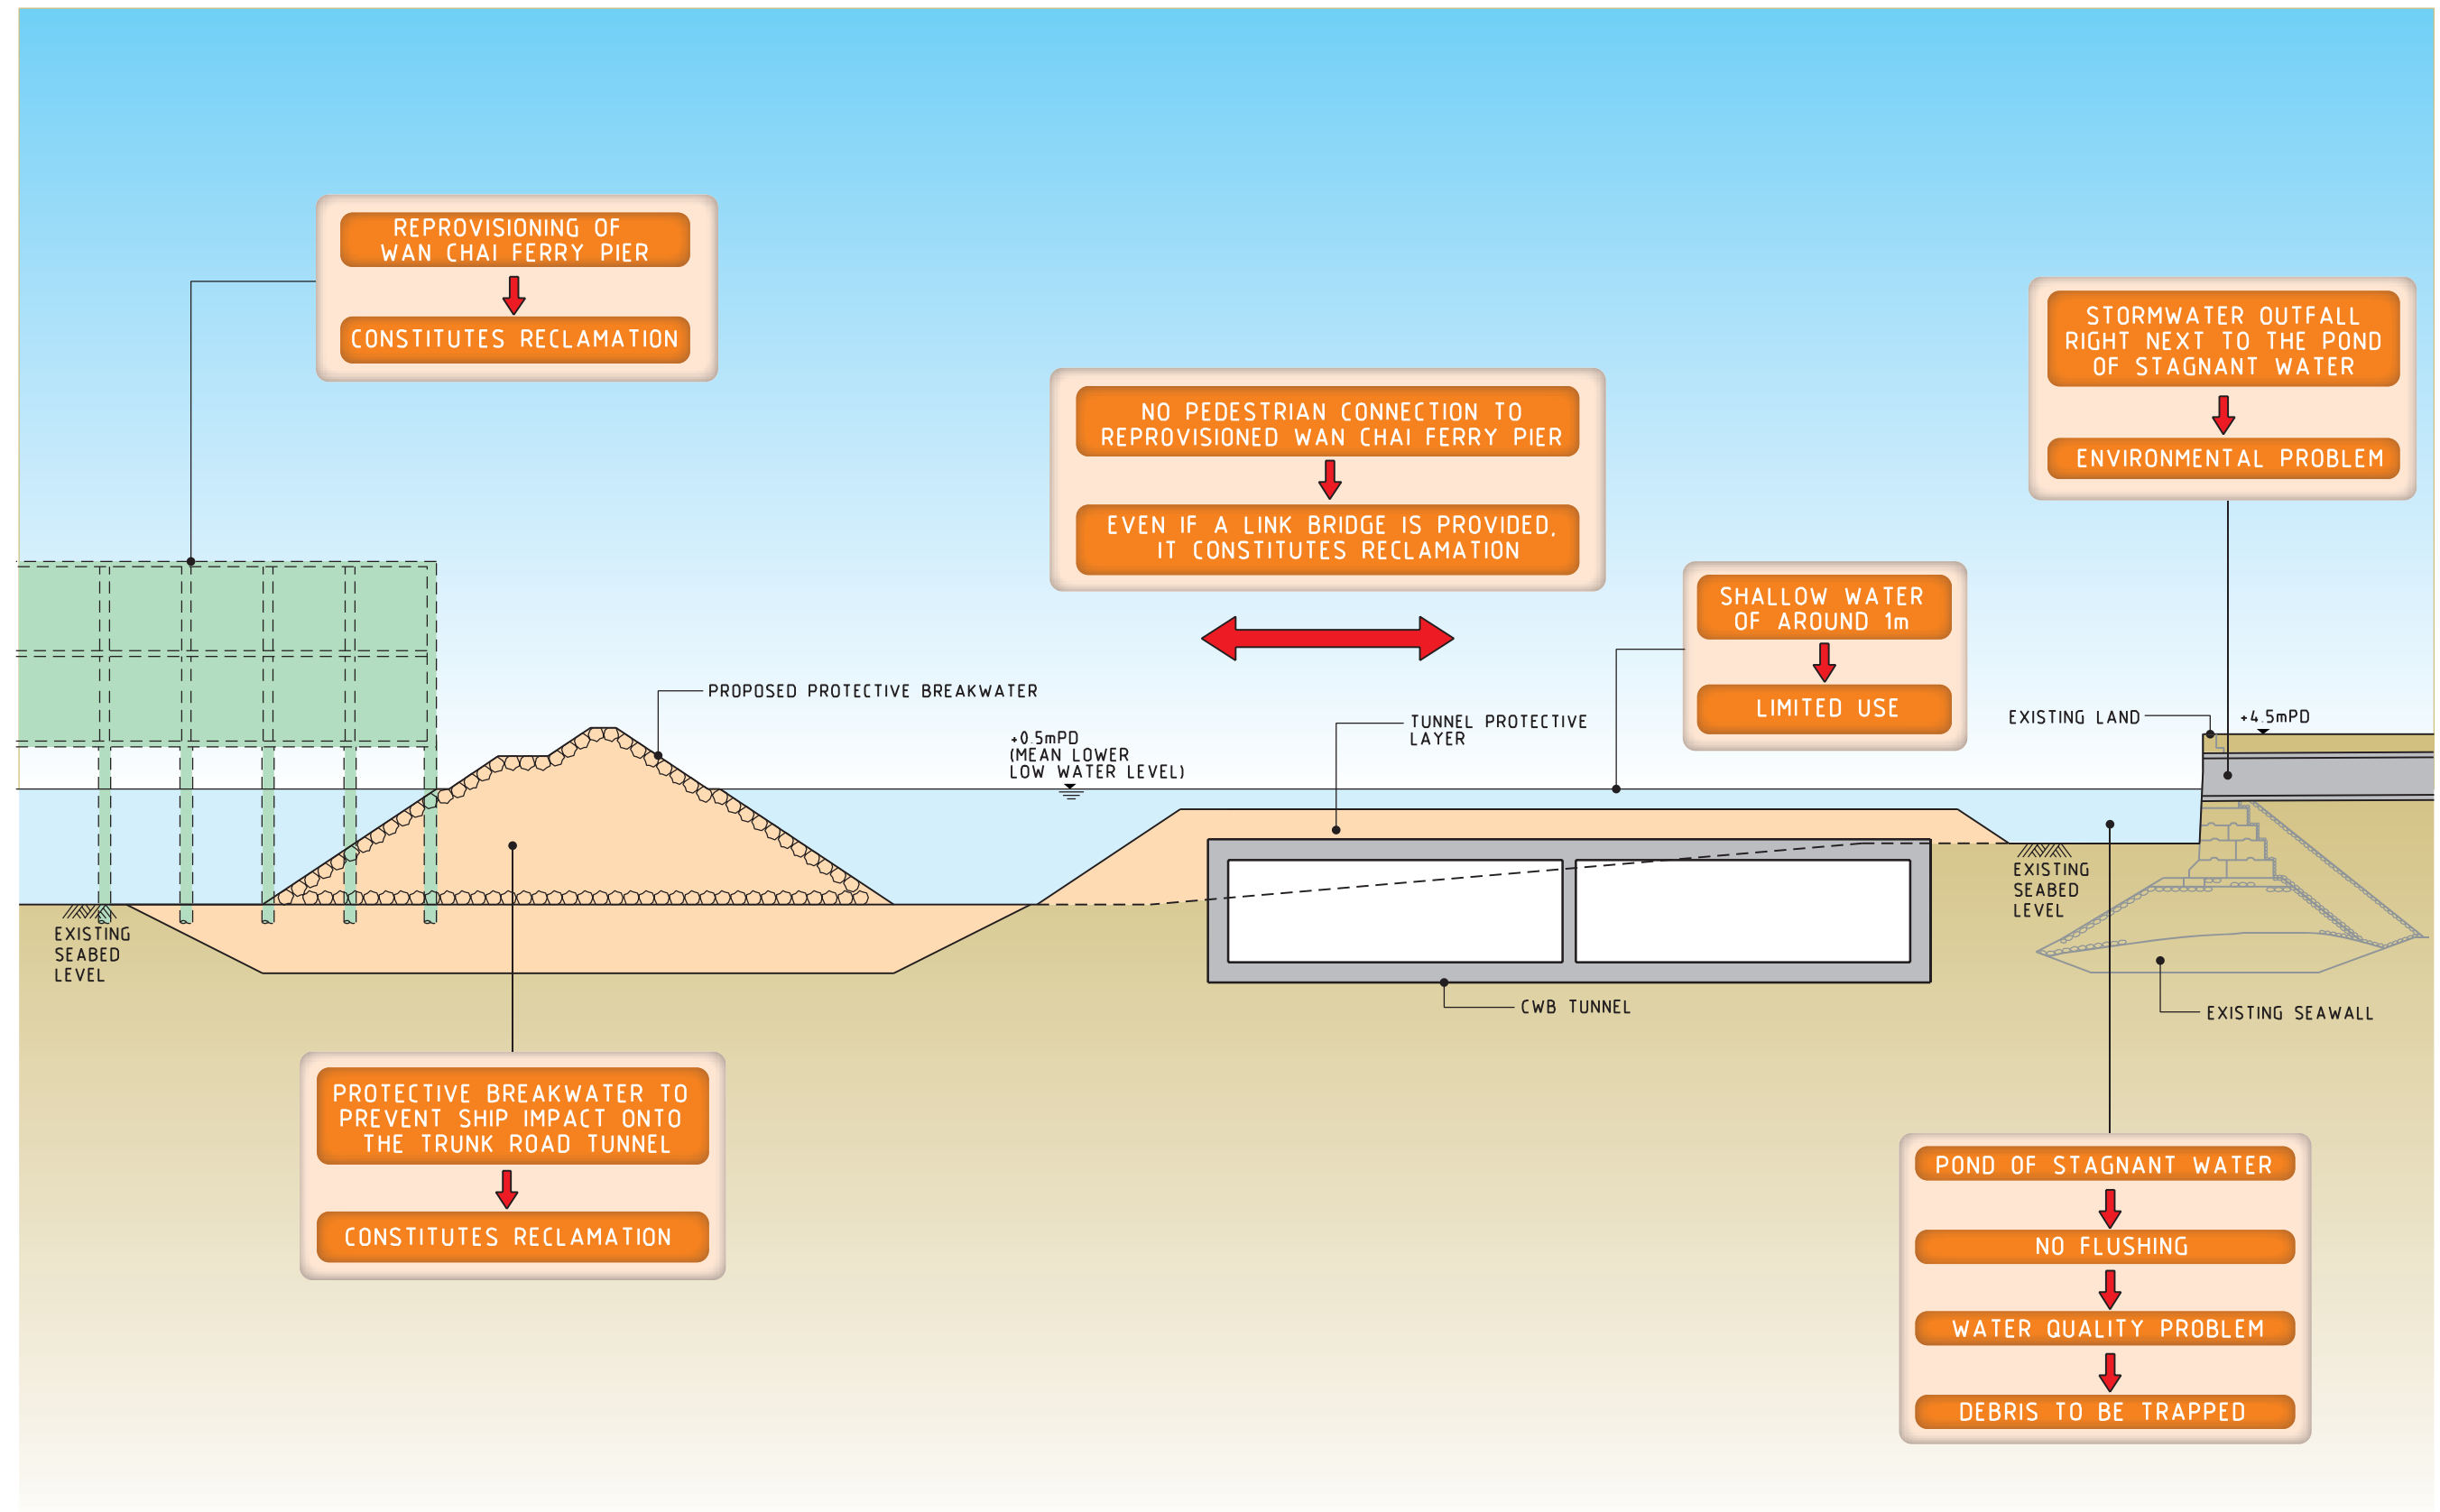 REPROVISIONING OF
WAN CHAI FERRY PIER
CONSTITUTES RECLAMATION
STORMWATER OUTFALL
RIGHT NEXT TO THE POND
OF STAGNANT WATER
ENVIRONMENTAL PROBLEM
NO PEDESTRIAN CONNECTION TO
REPROVISIONED WAN CHAI FERRY PIER
EVEN IF A LINK BRIDGE IS PROVIDED,
IT CONSTITUTES RECLAMATION
SHALLOW WATER
OF AROUND 1m
LIMITED USE
PROPOSED PROTECTIVE BREAKWATER
+0.5mPD
(MEAN LOWER
LOW WATER LEVEL)
TUNNEL PROTECTIVE
LAYER
EXISTING LAND
+4.5mPD
EXISTING
SEABED
LEVEL
EXISTING
SEABED
LEVEL
CWB TUNNEL
EXISTING SEAWALL
PROTECTIVE BREAKWATER TO
PREVENT SHIP IMPACT ONTO
THE TRUNK ROAD TUNNEL
CONSTITUTES RECLAMATION
POND OF STAGNANT WATER
NO FLUSHING
WATER QUALITY PROBLEM
DEBRIS TO BE TRAPPED